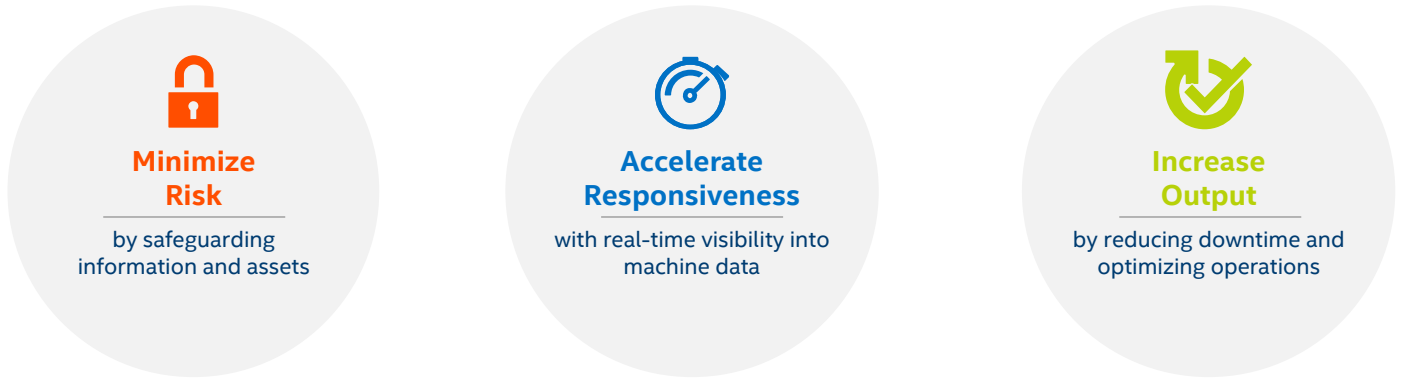 Minimize
Risk
by safeguarding
information and assets
Accelerate
Responsiveness
with real-time visibility into
machine data
Increase
Output
by reducing downtime and
optimizing operations